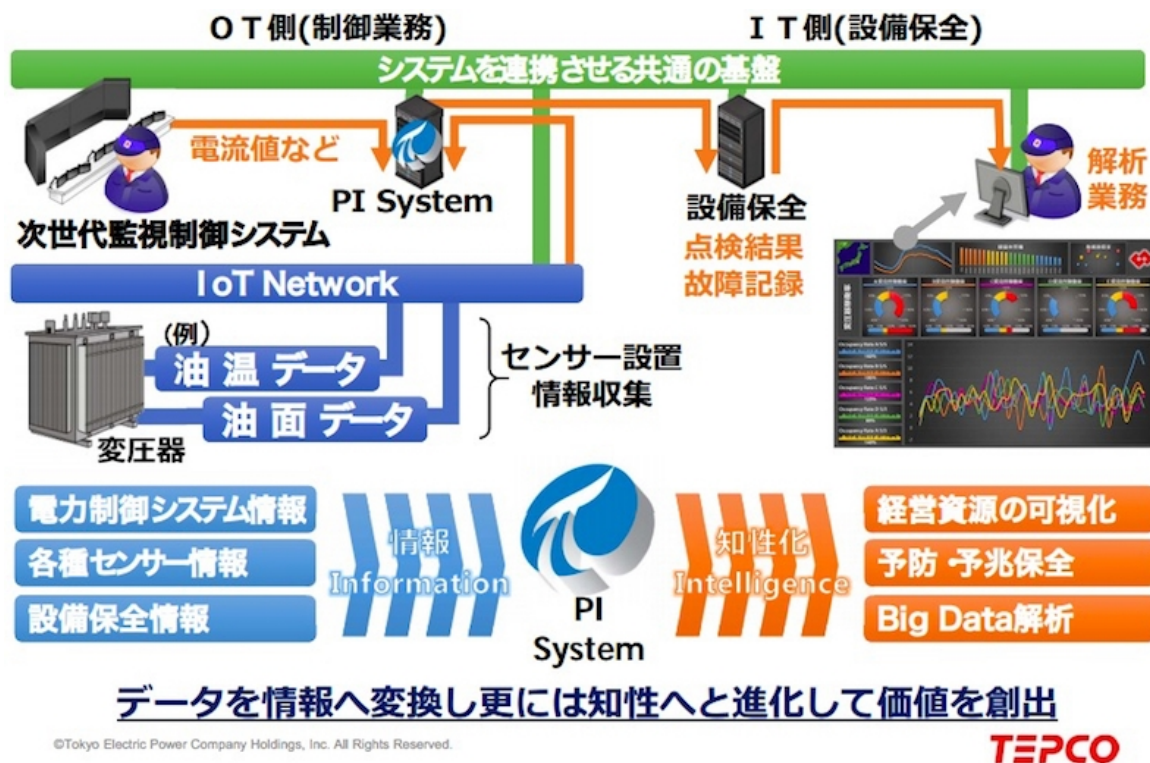 OT側(制御業務)
IT側(設備保全)
システムを連携させる共通の基盤
電流値など
PI System
次世代監視制御システム
設備保全
点検結果
故障記録
解析
業務
IoT Network
(例)
油温データ
油面データ
変圧器
センサー設置
情報収集
電力制御システム情報
各種センサー情報
設備保全情報
情報
Information
PI
System
知性化
Intelligence
経営資源の可視化
予防・予兆保全
Big Data解析
データを情報へ変換し更には知性へと進化して価値を創出
©Tokyo Electric Power Company Holdings, Inc. All Rights Reserved.
TEPCO